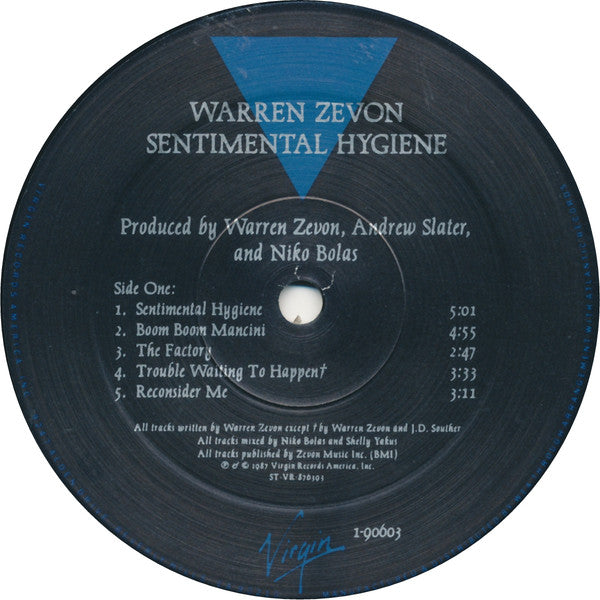 WARREN ZEVON
SENTIMENTAL HYGIENE
Produced by Warren Zevon, Andrew Slater,
and Niko Bolas
Side One:
1. Sentimental Hygiene 5:01
2. Boom Boom Mancini 4:55
3. The Factory 2:47
4. Trouble Waiting To Happen† 3:33
5. Reconsider Me 3:11
All tracks written by Warren Zevon except † by Warren Zevon and J.D. Souther
All tracks mixed by Niko Bolas and Shelly Yakus
All tracks published by Zevon Music Inc. (BMI)
℗ & © 1987 Virgin Records America, Inc.
ST-VR-876303
Virgin
1-90603
VIRGIN RECORDS AMERICA